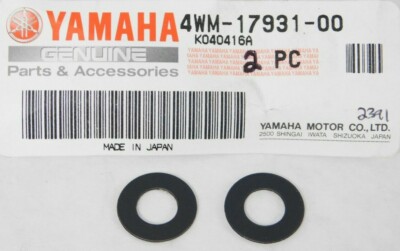 YAMAHA 4WM-17931-00
K040416A
GENUINE
Parts & Accessories
2 PC
2391
YAMAHA MOTOR CO.,LTD.
2500 SHINGAI IWATA SHIZUOKA JAPAN
MADE IN JAPAN